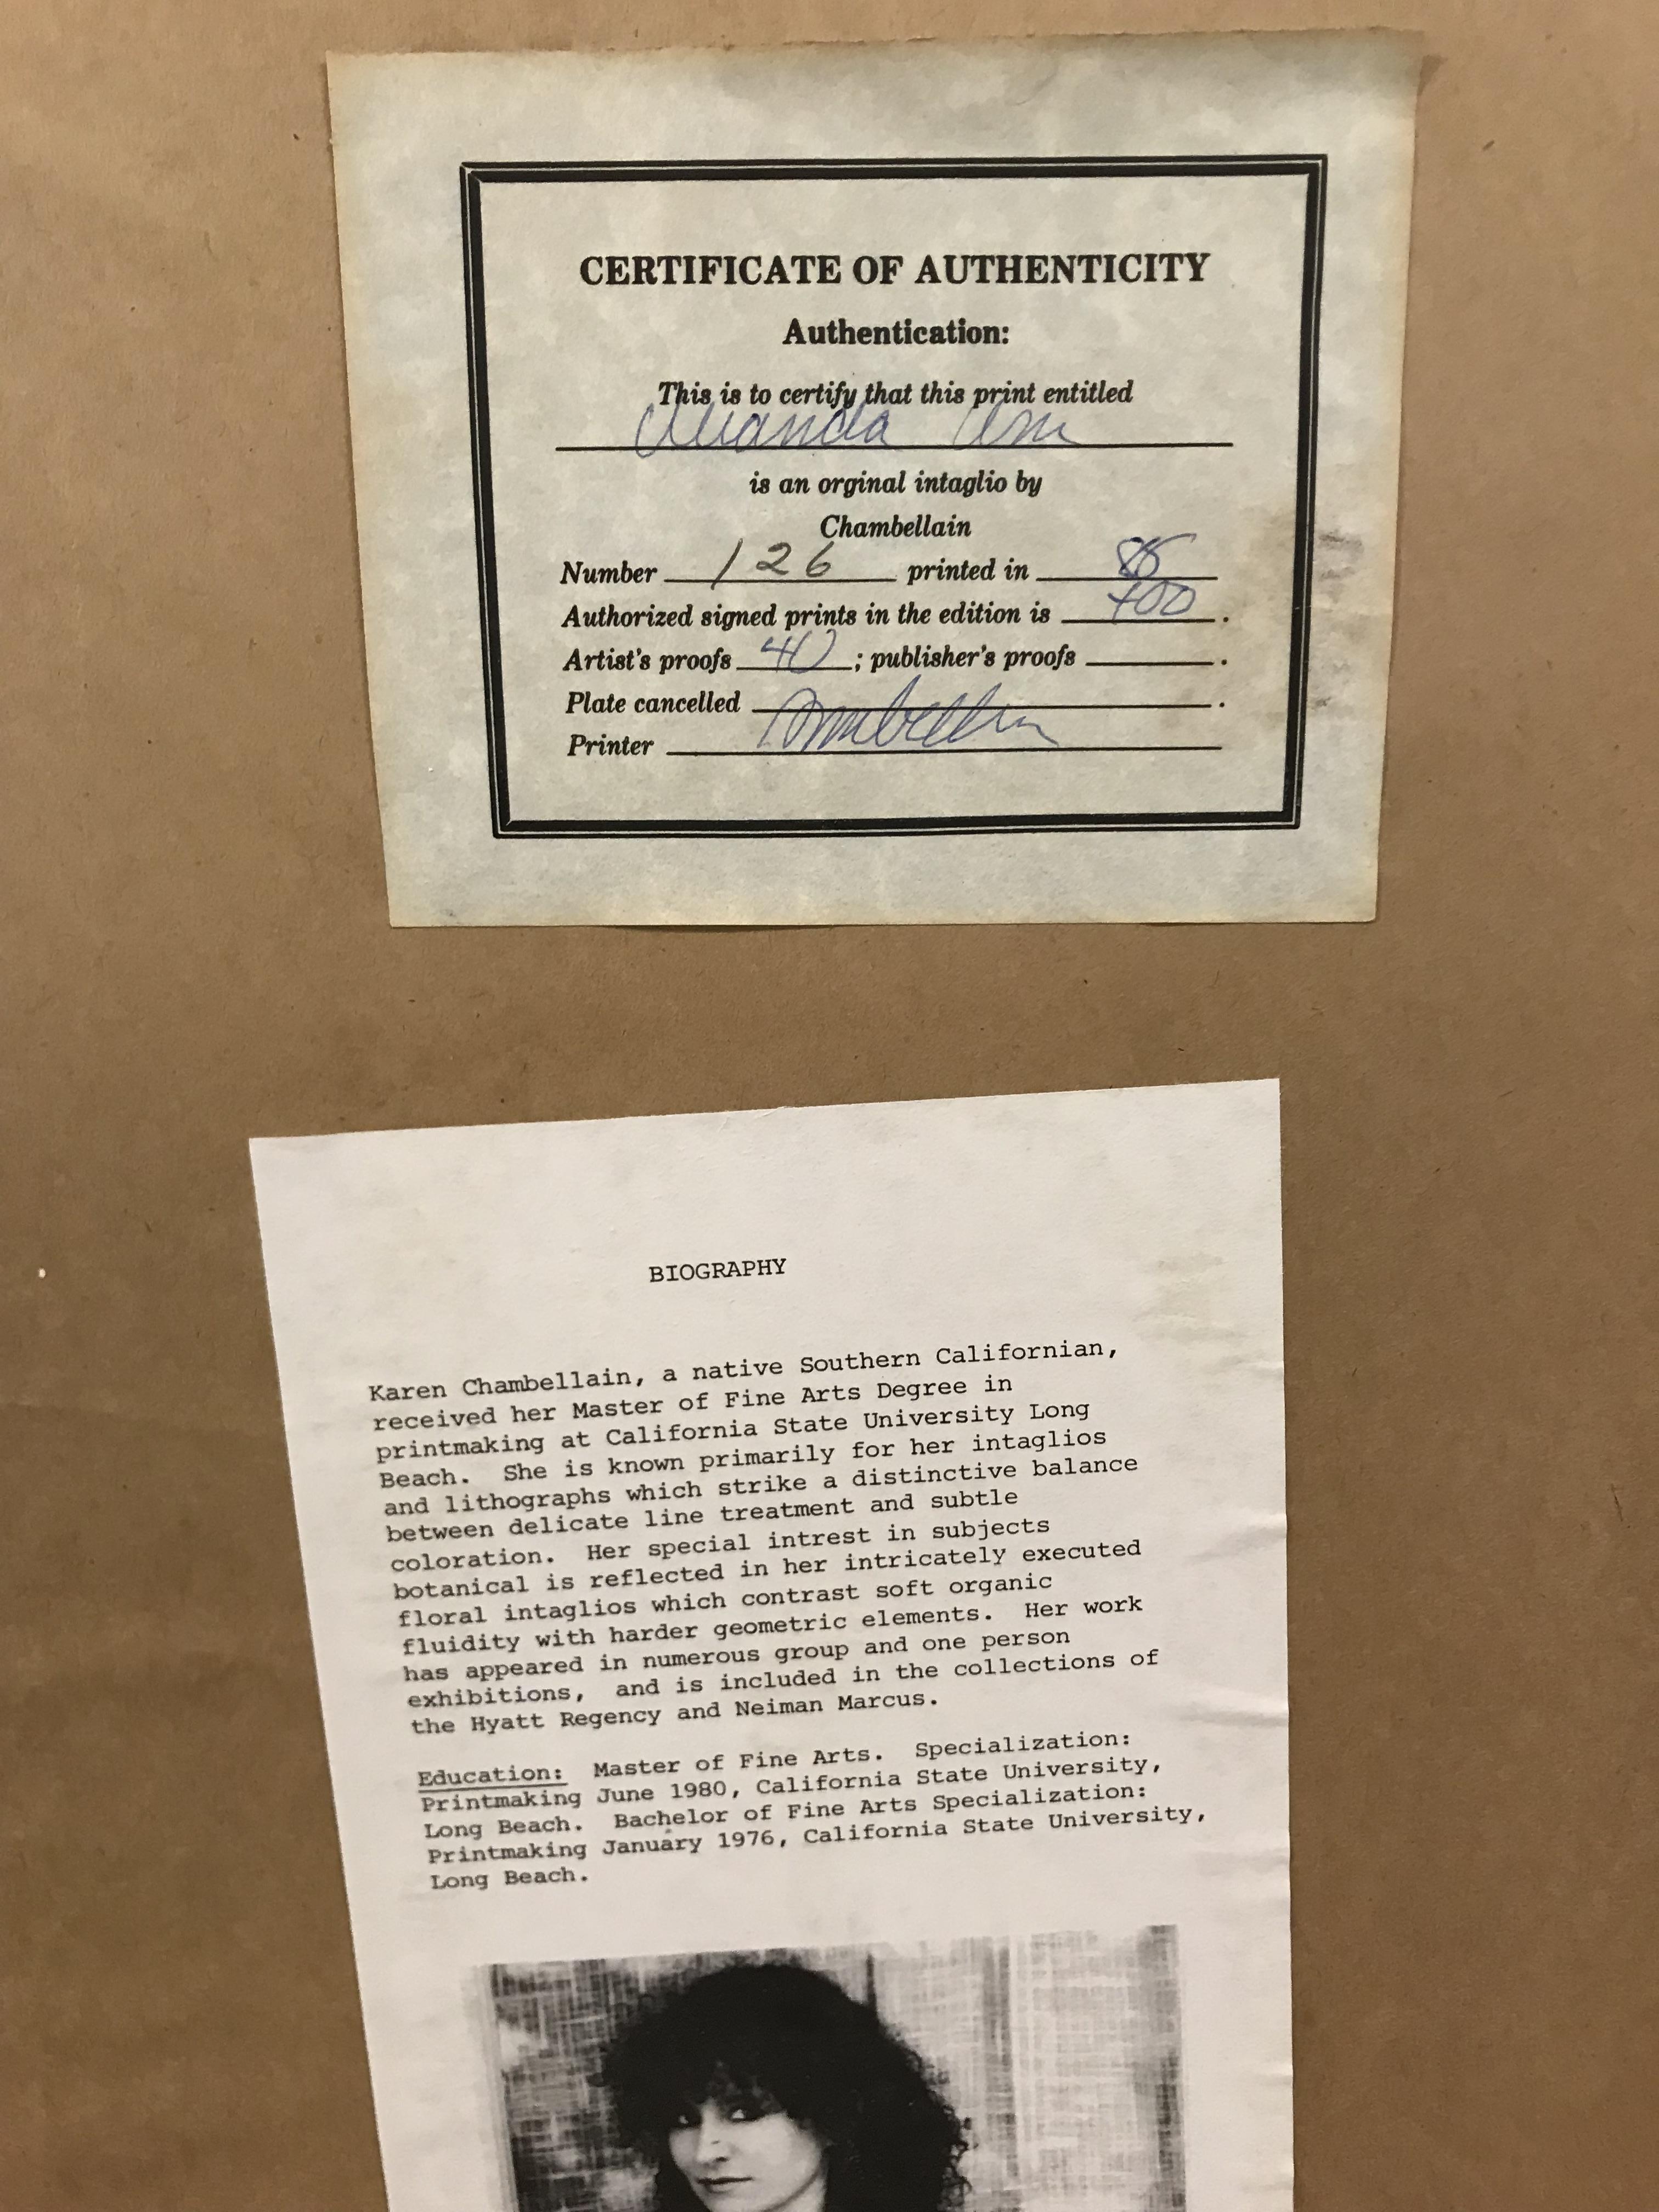 CERTIFICATE OF AUTHENTICITY
Authentication:
This is to certify that this print entitled
is an orginal intaglio by
Chambellain
Number 126 printed in 85
Authorized signed prints in the edition is 400.
Artist's proofs 40; publisher's proofs .
Plate cancelled .
Printer
BIOGRAPHY
Karen Chambellain, a native Southern Californian,
received her Master of Fine Arts Degree in
printmaking at California State University Long
Beach. She is known primarily for her intaglios
and lithographs which strike a distinctive balance
between delicate line treatment and subtle
coloration. Her special intrest in subjects
botanical is reflected in her intricately executed
floral intaglios which contrast soft organic
fluidity with harder geometric elements. Her work
has appeared in numerous group and one person
exhibitions, and is included in the collections of
the Hyatt Regency and Neiman Marcus.
Education: Master of Fine Arts. Specialization:
Printmaking June 1980, California State University,
Long Beach. Bachelor of Fine Arts Specialization:
Printmaking January 1976, California State University,
Long Beach.